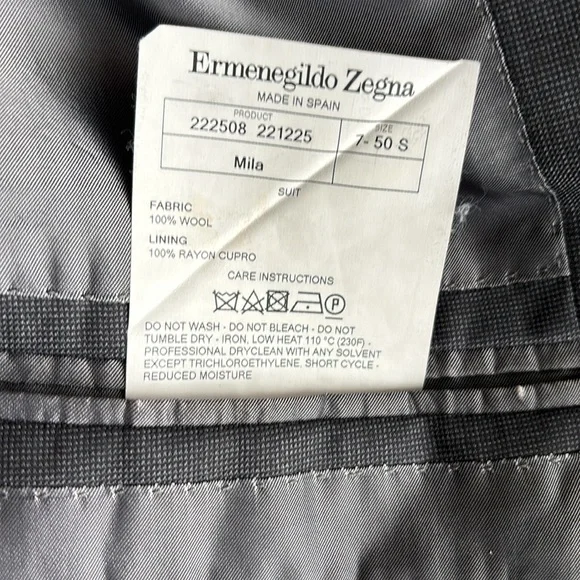 Ermenegildo Zegna
MADE IN SPAIN
PRODUCT SIZE
222508 221225 7- 50 S
Mila
SUIT
FABRIC
100% WOOL
LINING
100% RAYON CUPRO
CARE INSTRUCTIONS
P
DO NOT WASH - DO NOT BLEACH - DO NOT
TUMBLE DRY - IRON, LOW HEAT 110 °C (230F) -
PROFESSIONAL DRYCLEAN WITH ANY SOLVENT
EXCEPT TRICHLOROETHYLENE, SHORT CYCLE -
REDUCED MOISTURE